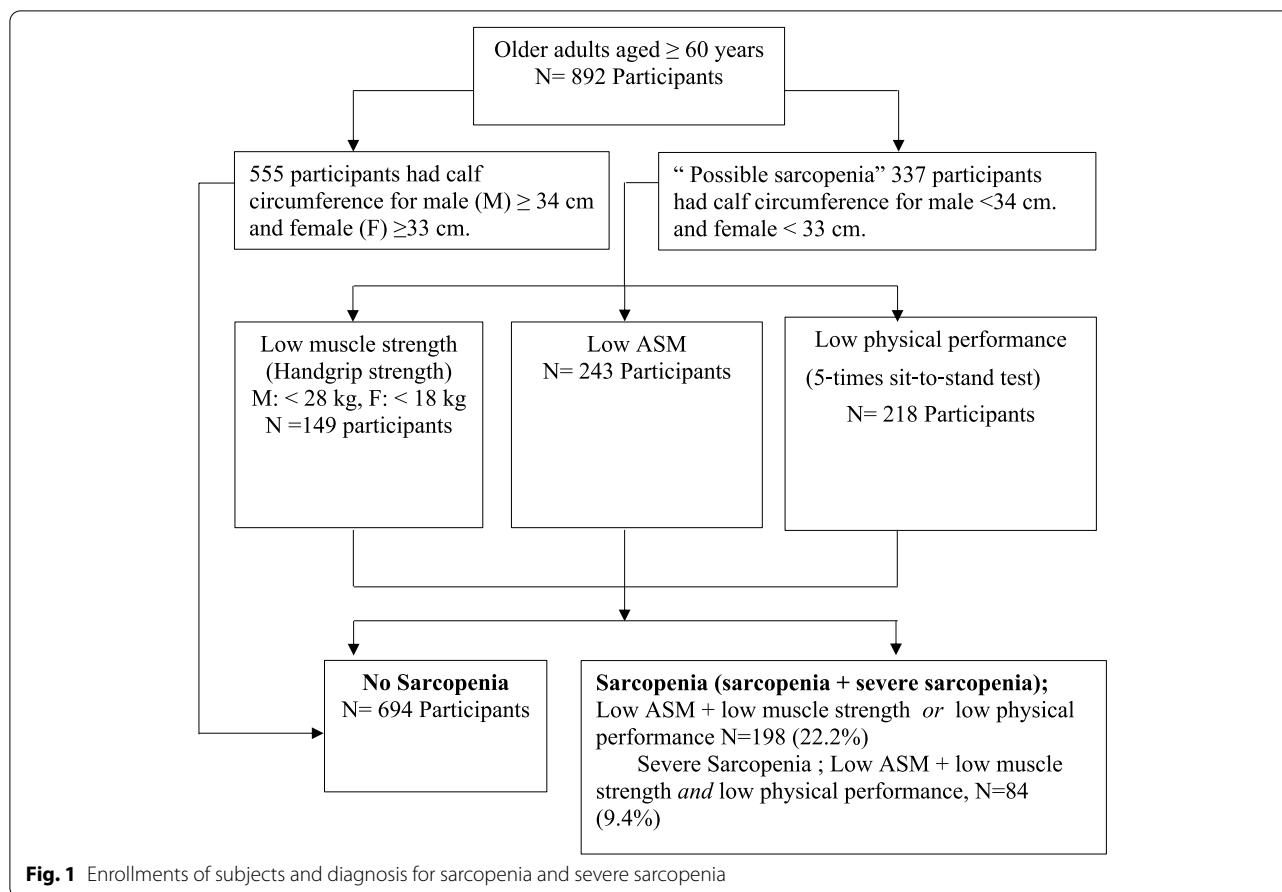 Older adults aged ≥ 60 years
N= 892 Participants
555 participants had calf
circumference for male (M) ≥ 34 cm
and female (F) ≥33 cm.
“ Possible sarcopenia” 337 participants
had calf circumference for male <34 cm.
and female < 33 cm.
Low muscle strength
(Handgrip strength)
M: < 28 kg, F: < 18 kg
N =149 participants
Low ASM
N= 243 Participants
Low physical performance
(5-times sit-to-stand test)
N= 218 Participants
No Sarcopenia
N= 694 Participants
Sarcopenia (sarcopenia + severe sarcopenia);
Low ASM + low muscle strength or low physical
performance N=198 (22.2%)
Severe Sarcopenia ; Low ASM + low muscle
strength and low physical performance, N=84
(9.4%)
Fig. 1 Enrollments of subjects and diagnosis for sarcopenia and severe sarcopenia